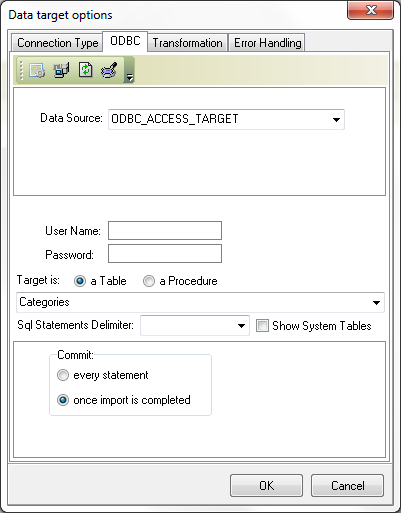 Data target options
Connection Type ODBC Transformation Error Handling
Data Source: ODBC_ACCESS_TARGET
User Name:
Password:
Target is: a Table a Procedure
Categories
Sql Statements Delimiter: Show System Tables
Commit:
every statement
once import is completed
OK Cancel